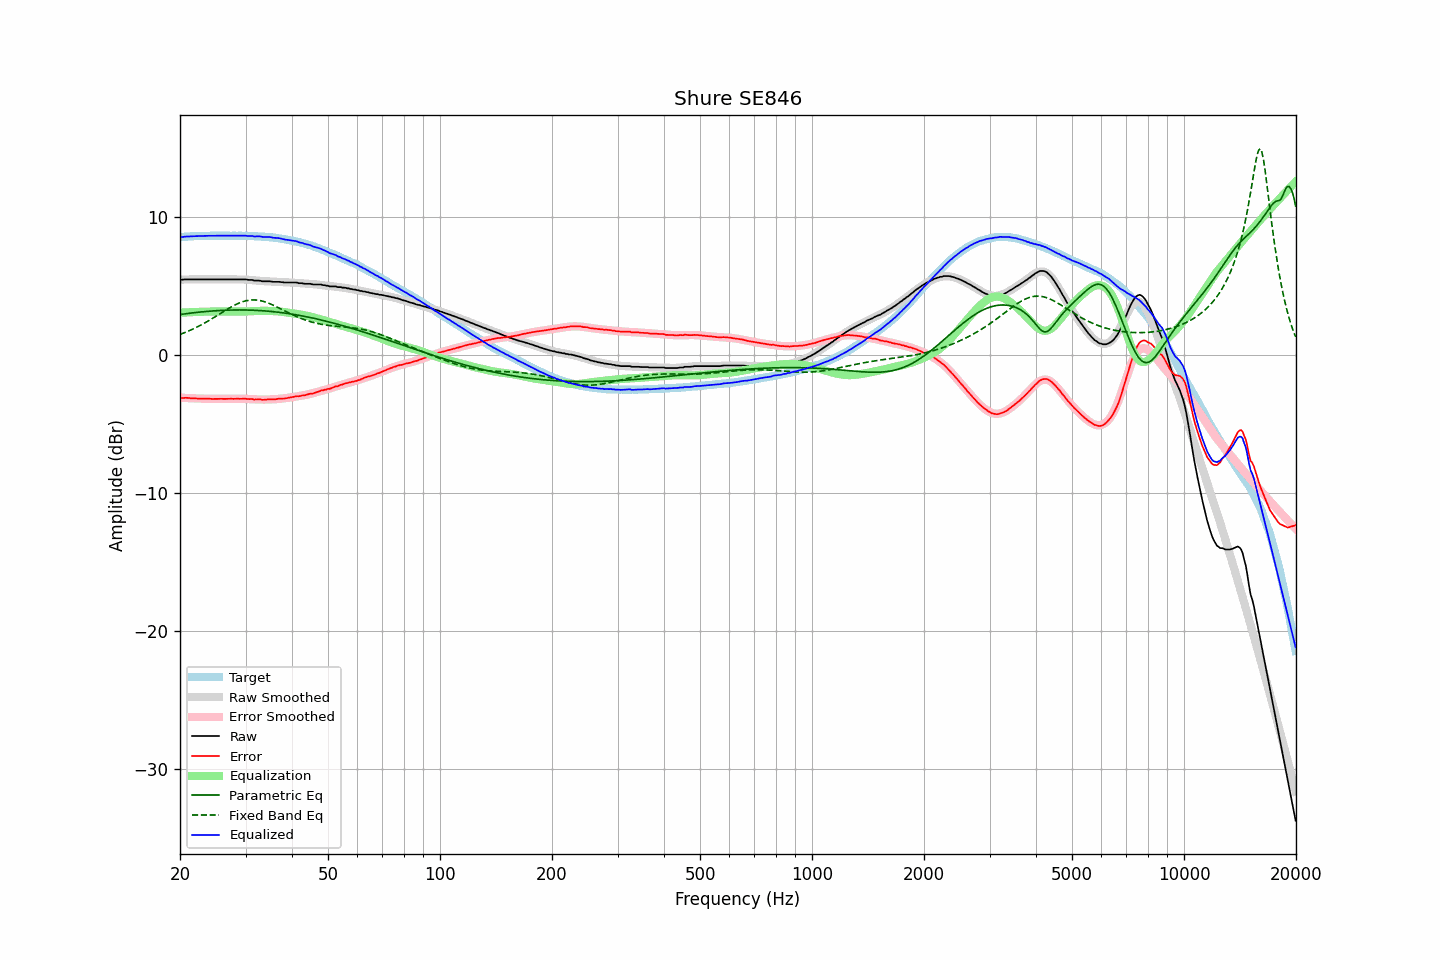 Shure SE846
Amplitude (dBr)
10
0
−10
−20
−30
Target
Raw Smoothed
Error Smoothed
Raw
Error
Equalization
Parametric Eq
Fixed Band Eq
Equalized
20 50 100 200 500 1000 2000 5000 10000 20000
Frequency (Hz)